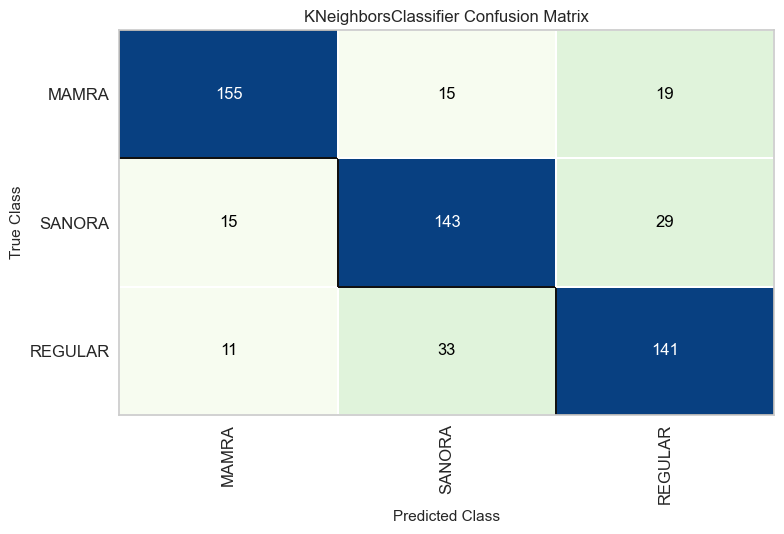 KNeighborsClassifier Confusion Matrix
MAMRA 155 15 19
SANORA 15 143 29
REGULAR 11 33 141
True Class
MAMRA SANORA REGULAR
Predicted Class